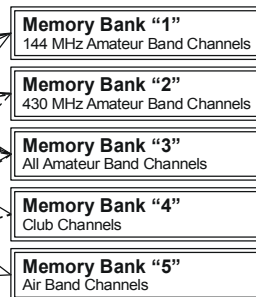 Memory Bank “1”
144 MHz Amateur Band Channels
Memory Bank “2”
430 MHz Amateur Band Channels
Memory Bank “3”
All Amateur Band Channels
Memory Bank “4”
Club Channels
Memory Bank “5”
Air Band Channels